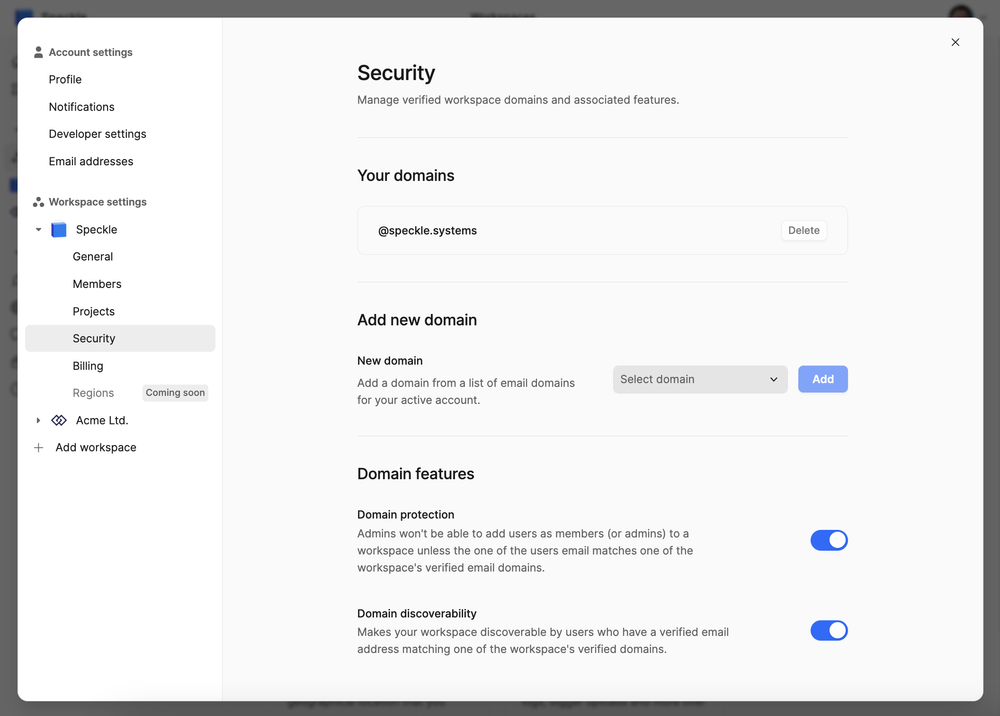 Account settings
Profile
Notifications
Developer settings
Email addresses
Workspace settings
Speckle
General
Members
Projects
Security
Billing
Regions
Coming soon
Acme Ltd.
Add workspace
Security
Manage verified workspace domains and associated features.
Your domains
@speckle.systems
Delete
Add new domain
New domain
Add a domain from a list of email domains
for your active account.
Select domain
Add
Domain features
Domain protection
Admins won't be able to add users as members (or admins) to a
workspace unless the one of the users email matches one of the
workspace's verified email domains.
Domain discoverability
Makes your workspace discoverable by users who have a verified email
address matching one of the workspace's verified domains.